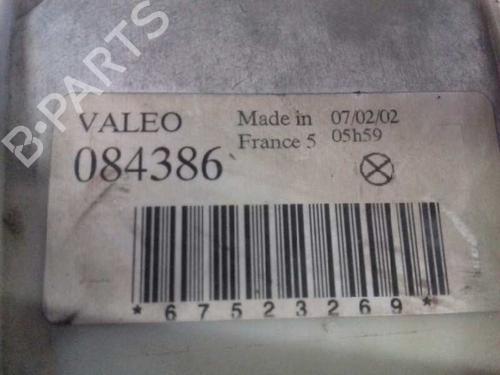 B-PARTS
VALEO
084386
Made in 07/02/02
France 5 05h59
*67523269*